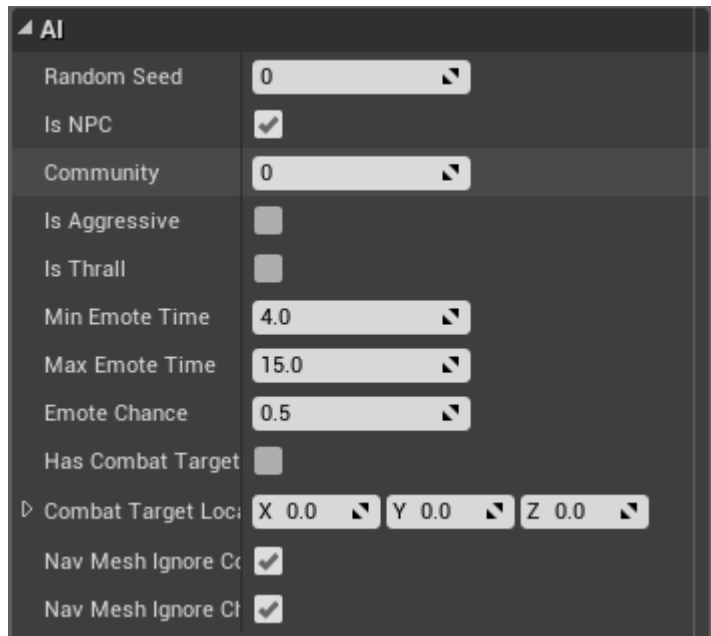 AI
Random Seed 0
Is NPC
Community 0
Is Aggressive
Is Thrall
Min Emote Time 4.0
Max Emote Time 15.0
Emote Chance 0.5
Has Combat Target
Combat Target Loca X 0.0 Y 0.0 Z 0.0
Nav Mesh Ignore Co
Nav Mesh Ignore Ch